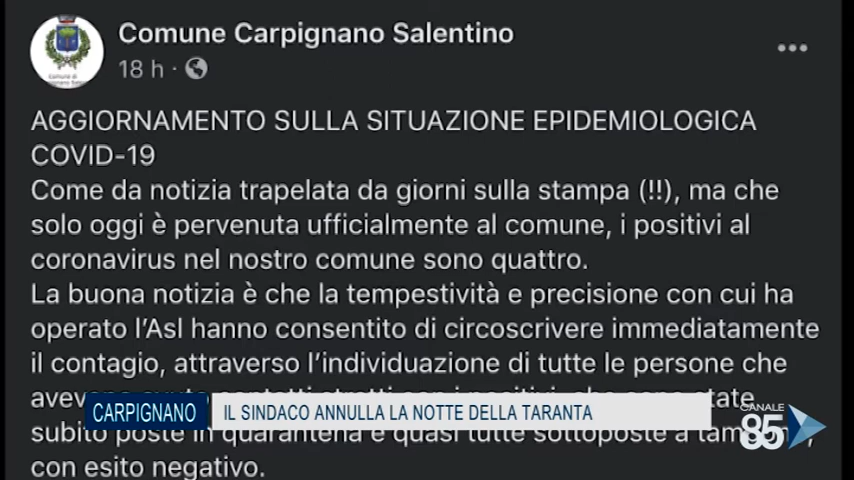 Comune Carpignano Salentino
18 h ·
AGGIORNAMENTO SULLA SITUAZIONE EPIDEMIOLOGICA
COVID-19
Come da notizia trapelata da giorni sulla stampa (!!), ma che
solo oggi è pervenuta ufficialmente al comune, i positivi al
coronavirus nel nostro comune sono quattro.
La buona notizia è che la tempestività e precisione con cui ha
operato l'Asl hanno consentito di circoscrivere immediatamente
il contagio, attraverso l'individuazione di tutte le persone che
state
CARPIGNANO IL SINDACO ANNULLA LA NOTTE DELLA TARANTA
CANALE
85
subito poste in quarantena e quasi tutte sottoposte a
con esito negativo.